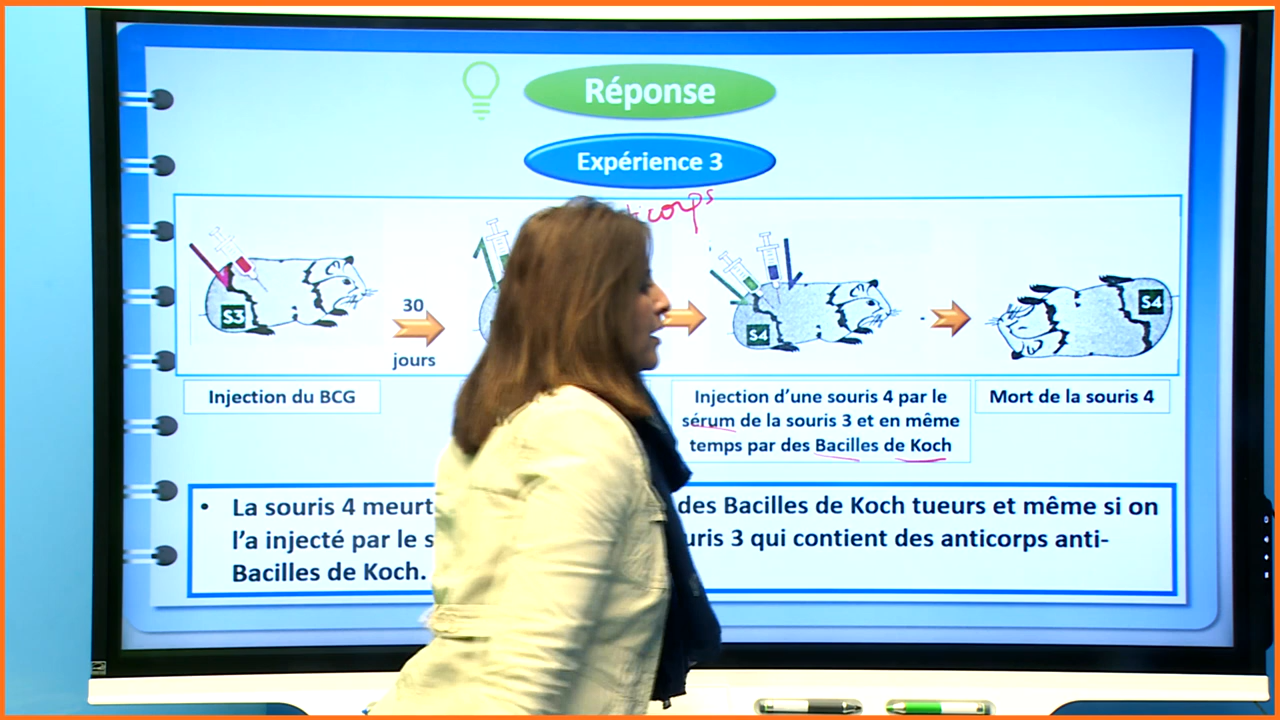 Réponse
Expérience 3
ticorps
S3
30
jours
S4
S4
Injection du BCG
Injection d'une souris 4 par le
sérum de la souris 3 et en même
temps par des Bacilles de Koch
Mort de la souris 4
• La souris 4 meurt des Bacilles de Koch tueurs et même si on
l'a injecté par le s uris 3 qui contient des anticorps anti-
Bacilles de Koch.